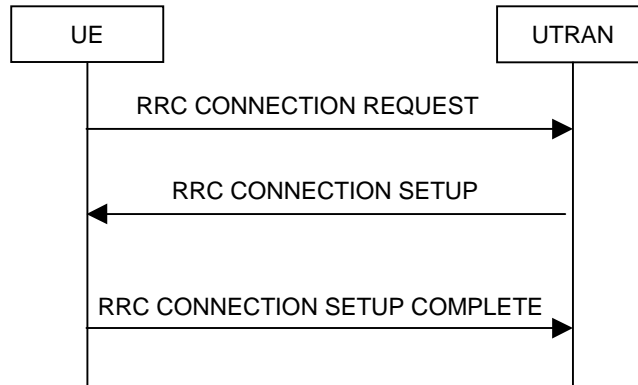 UE
UTRAN
RRC CONNECTION REQUEST
RRC CONNECTION SETUP
RRC CONNECTION SETUP COMPLETE